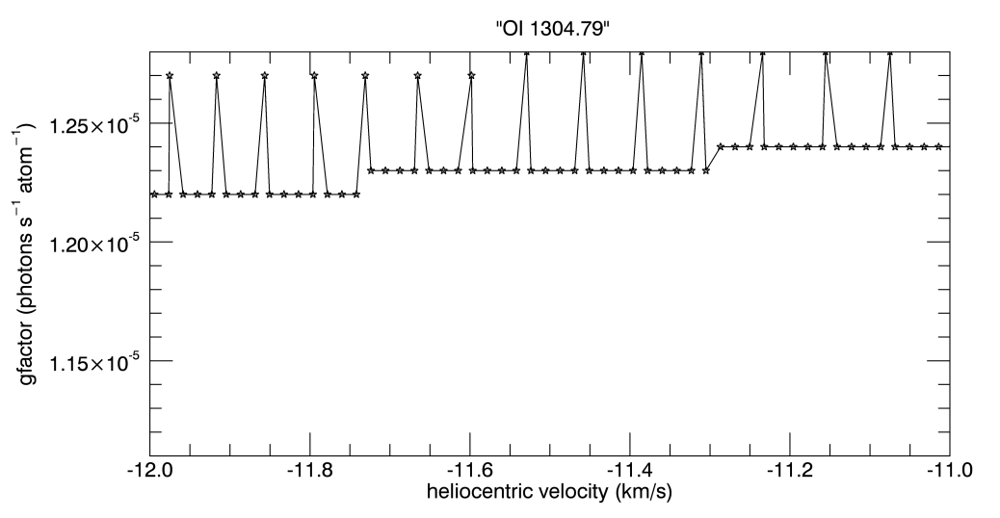 "OI 1304.79"
gfactor (photons s⁻¹ atom⁻¹)
1.25×10⁻⁵
1.20×10⁻⁵
1.15×10⁻⁵
-12.0 -11.8 -11.6 -11.4 -11.2 -11.0
heliocentric velocity (km/s)